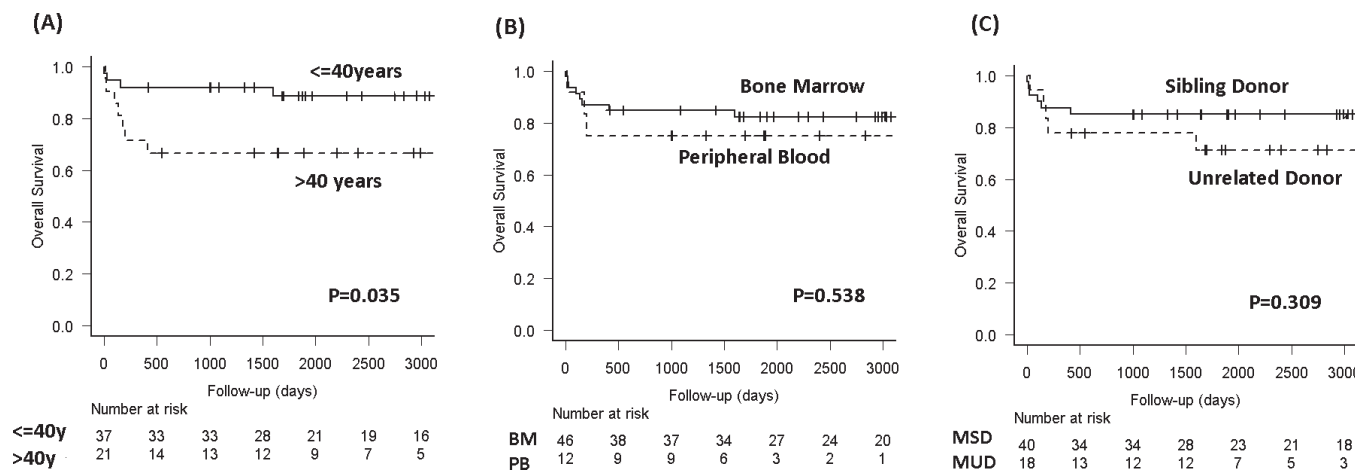 (A)
1.0
0.8
0.6
0.4
0.2
0.0
Overall Survival
<=40years
>40 years
P=0.035
0 500 1000 1500 2000 2500 3000
Follow-up (days)
Number at risk
<=40y 37 33 33 28 21 19 16
>40y 21 14 13 12 9 7 5
(B)
1.0
0.8
0.6
0.4
0.2
0.0
Overall Survival
Bone Marrow
Peripheral Blood
P=0.538
0 500 1000 1500 2000 2500 3000
Follow-up (days)
Number at risk
BM 46 38 37 34 27 24 20
PB 12 9 9 6 3 2 1
(C)
1.0
0.8
0.6
0.4
0.2
0.0
Overall Survival
Sibling Donor
Unrelated Donor
P=0.309
0 500 1000 1500 2000 2500 3000
Follow-up (days)
Number at risk
MSD 40 34 34 28 23 21 18
MUD 18 13 12 12 7 5 3